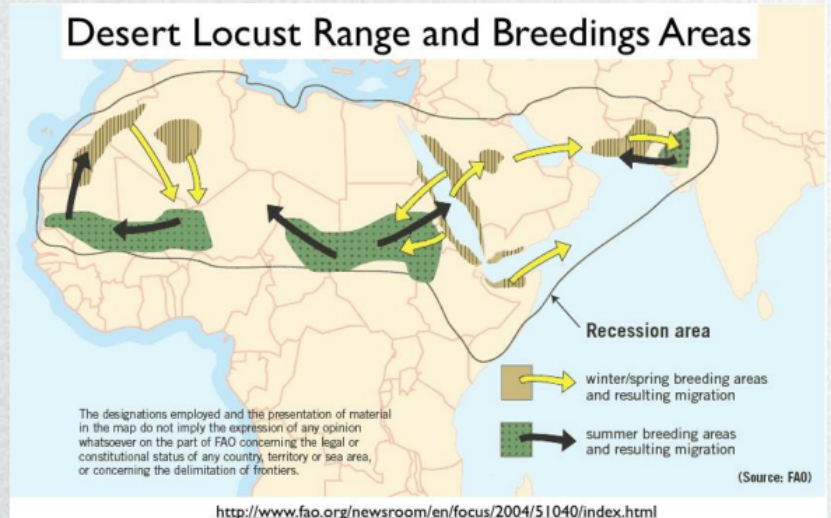 Desert Locust Range and Breedings Areas
Recession area
winter/spring breeding areas
and resulting migration
summer breeding areas
and resulting migration
The designations employed and the presentation of material
in the map do not imply the expression of any opinion
whatsoever on the part of FAO concerning the legal or
constitutional status of any country, territory or sea area,
or concerning the delimitation of frontiers.
(Source: FAO)
http://www.fao.org/newsroom/en/focus/2004/51040/index.html